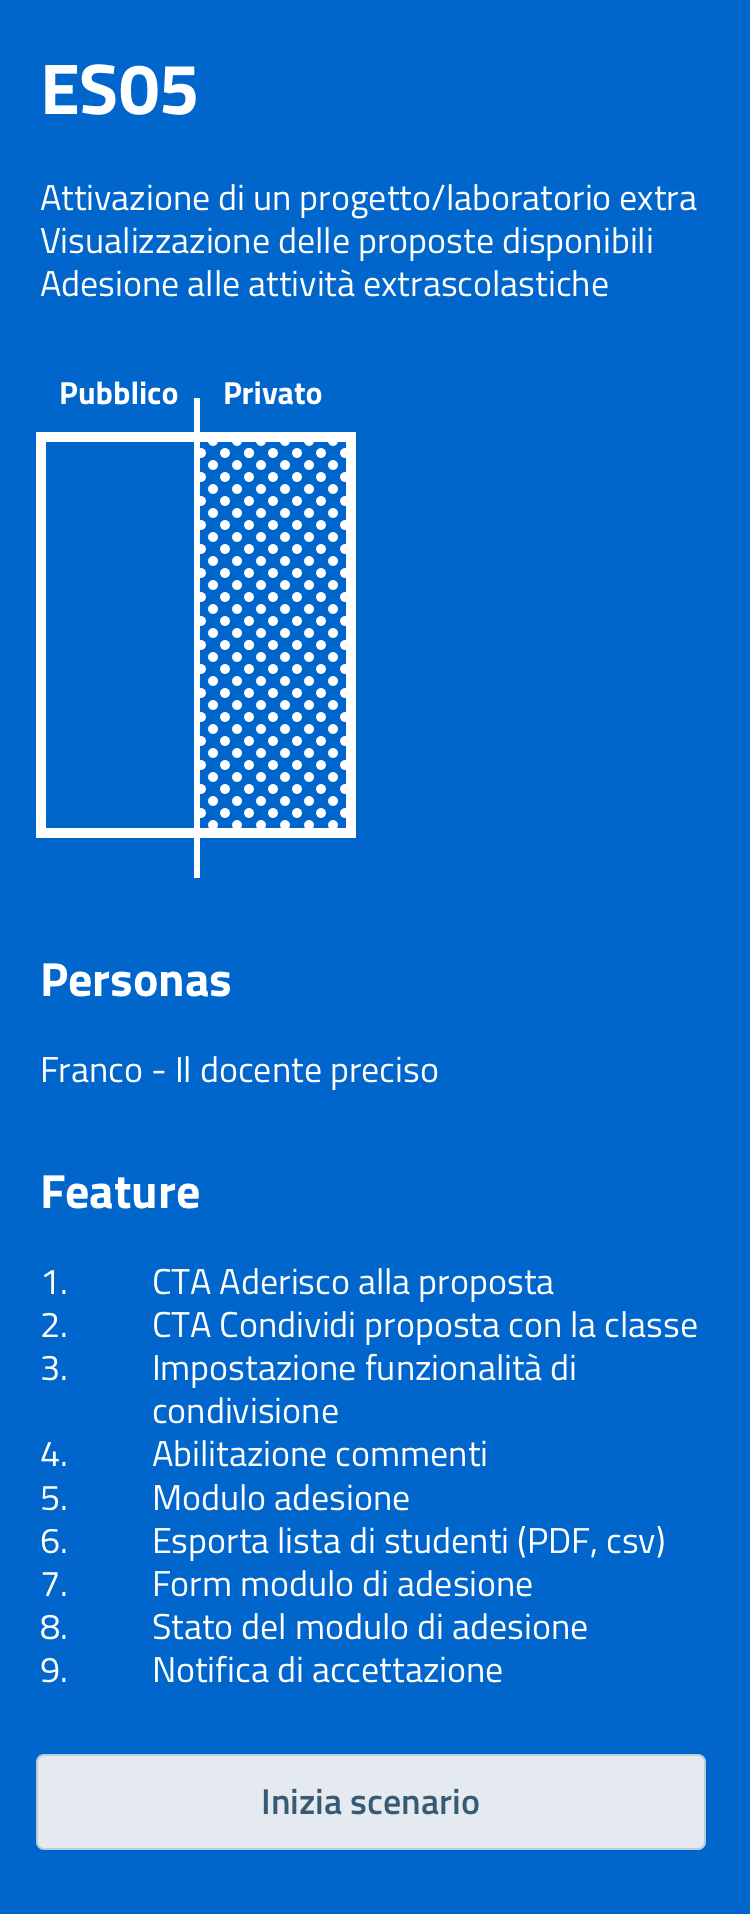 ES05
Attivazione di un progetto/laboratorio extra
Visualizzazione delle proposte disponibili
Adesione alle attività extrascolastiche
Pubblico Privato
Personas
Franco - Il docente preciso
Feature
1. CTA Aderisco alla proposta
2. CTA Condividi proposta con la classe
3. Impostazione funzionalità di
condivisione
4. Abilitazione commenti
5. Modulo adesione
6. Esporta lista di studenti (PDF, csv)
7. Form modulo di adesione
8. Stato del modulo di adesione
9. Notifica di accettazione
Inizia scenario